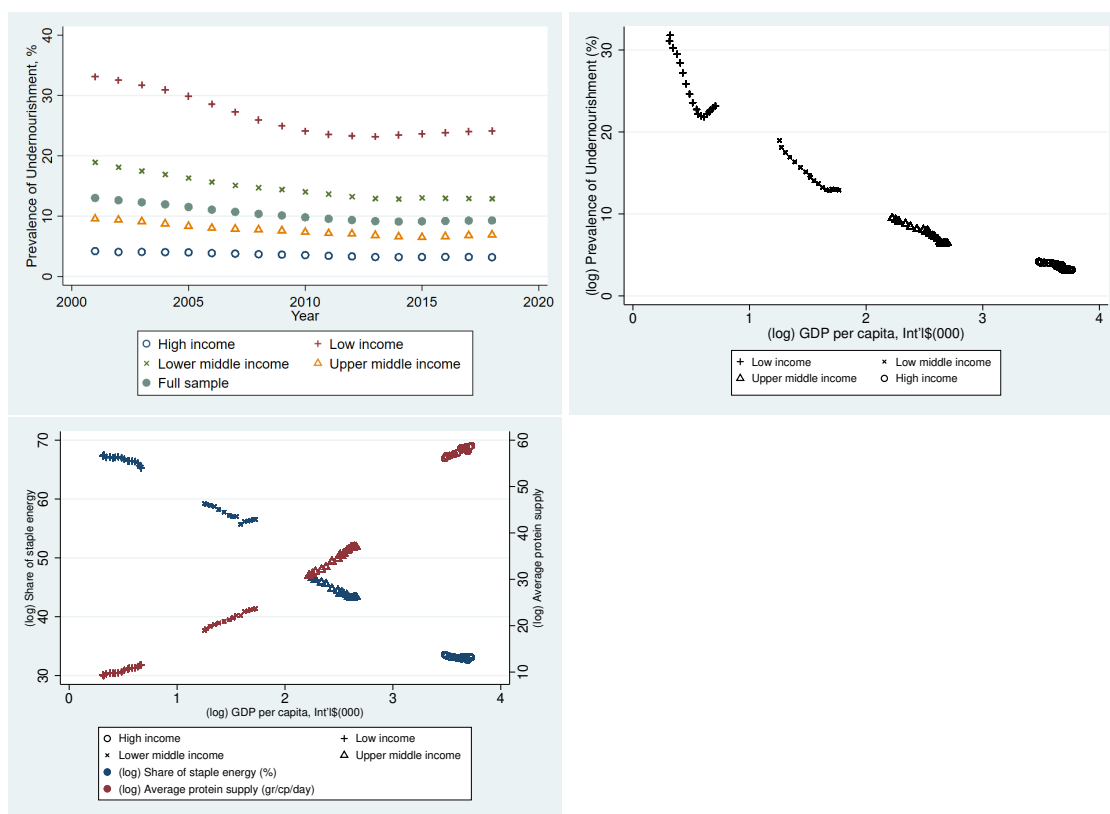 Prevalence of Undernourishment, %
40
30
20
10
0
2000 2005 2010 2015 2020
Year
High income Low income
Lower middle income Upper middle income
Full sample
(log) Prevalence of Undernourishment (%)
30
20
10
0
0 1 2 3 4
(log) GDP per capita, Int'l$(000)
Low income Low middle income
Upper middle income High income
(log) Share of staple energy
70
60
50
40
30
(log) Average protein supply
60
50
40
30
20
10
0 1 2 3 4
(log) GDP per capita, Int'l$(000)
High income Low income
Lower middle income Upper middle income
(log) Share of staple energy (%)
(log) Average protein supply (gr/cp/day)